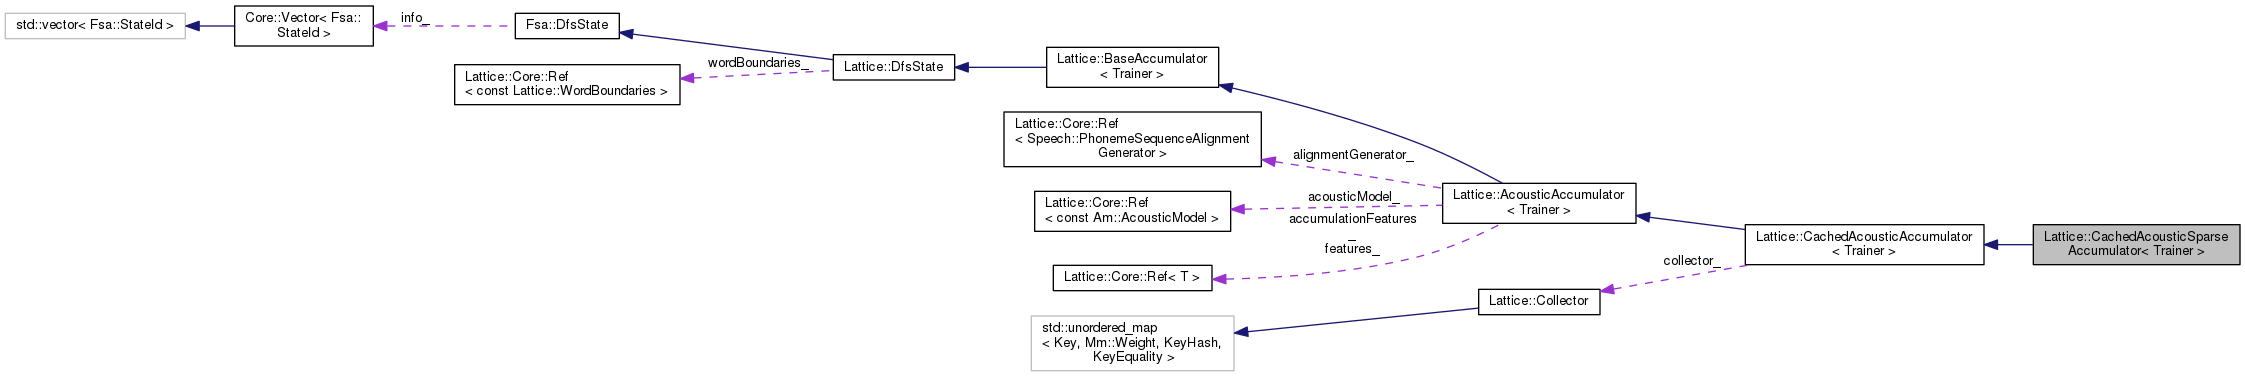 std::vector< Fsa::StateId >
Core::Vector< Fsa::
StateId >
info_
Fsa::DfsState
Lattice::Core::Ref
< const Lattice::WordBoundaries >
wordBoundaries_
Lattice::DfsState
Lattice::BaseAccumulator
< Trainer >
Lattice::Core::Ref
< Speech::PhonemeSequenceAlignment
Generator >
alignmentGenerator_
Lattice::Core::Ref
< const Am::AcousticModel >
acousticModel_
accumulationFeatures
_
features_
Lattice::Core::Ref< T >
Lattice::AcousticAccumulator
< Trainer >
Lattice::CachedAcousticAccumulator
< Trainer >
Lattice::CachedAcousticSparse
Accumulator< Trainer >
collector_
Lattice::Collector
std::unordered_map
< Key, Mm::Weight, KeyHash,
KeyEquality >